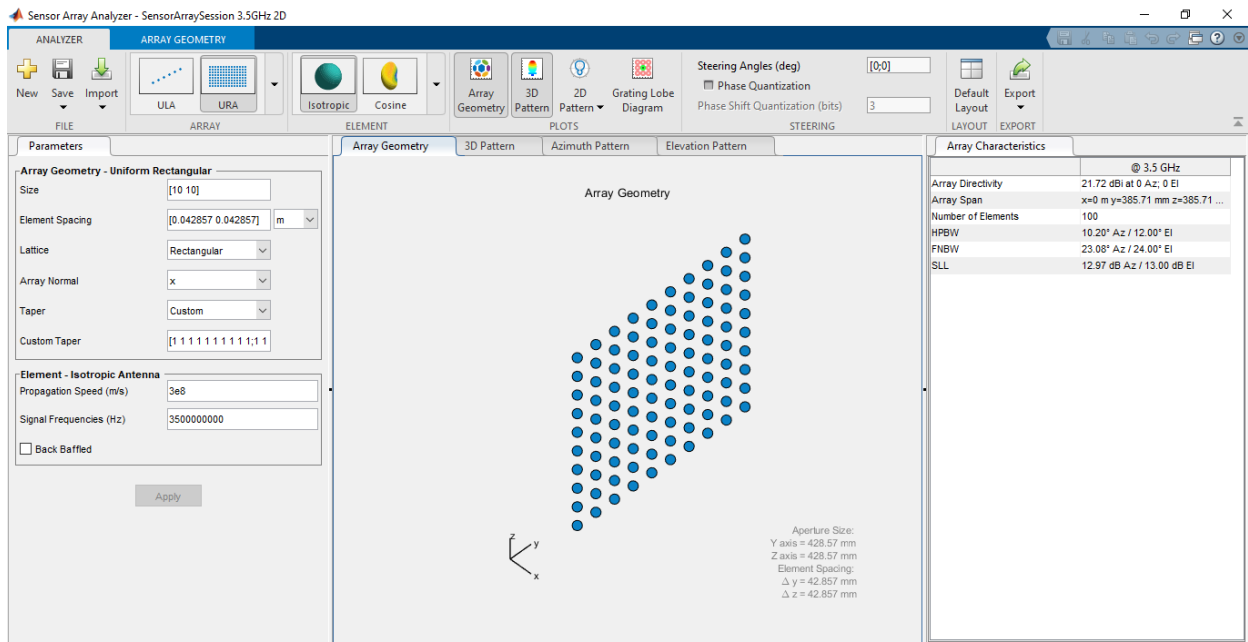 Sensor Array Analyzer - SensorArraySession 3.5GHz 2D
ANALYZER
ARRAY GEOMETRY
New
Save
Import
FILE
ULA
URA
ARRAY
Isotropic
Cosine
ELEMENT
Array Geometry
3D Pattern
2D Pattern
Grating Lobe Diagram
PLOTS
Steering Angles (deg) [0;0]
Phase Quantization
Phase Shift Quantization (bits) 3
STEERING
Default Layout
LAYOUT
Export
EXPORT
Parameters
Array Geometry - Uniform Rectangular
Size [10 10]
Element Spacing [0.042857 0.042857] m
Lattice Rectangular
Array Normal x
Taper Custom
Custom Taper [1 1 1 1 1 1 1 1 1 1;1 1
Element - Isotropic Antenna
Propagation Speed (m/s) 3e8
Signal Frequencies (Hz) 3500000000
Back Baffled
Apply
Array Geometry
3D Pattern
Azimuth Pattern
Elevation Pattern
Array Geometry
z
y
x
Aperture Size:
Y axis = 428.57 mm
Z axis = 428.57 mm
Element Spacing:
Δ y = 42.857 mm
Δ z = 42.857 mm
Array Characteristics
@ 3.5 GHz
Array Directivity 21.72 dBi at 0 Az; 0 El
Array Span x=0 m y=385.71 mm z=385.71 ...
Number of Elements 100
HPBW 10.20° Az / 12.00° El
FNBW 23.08° Az / 24.00° El
SLL 12.97 dB Az / 13.00 dB El